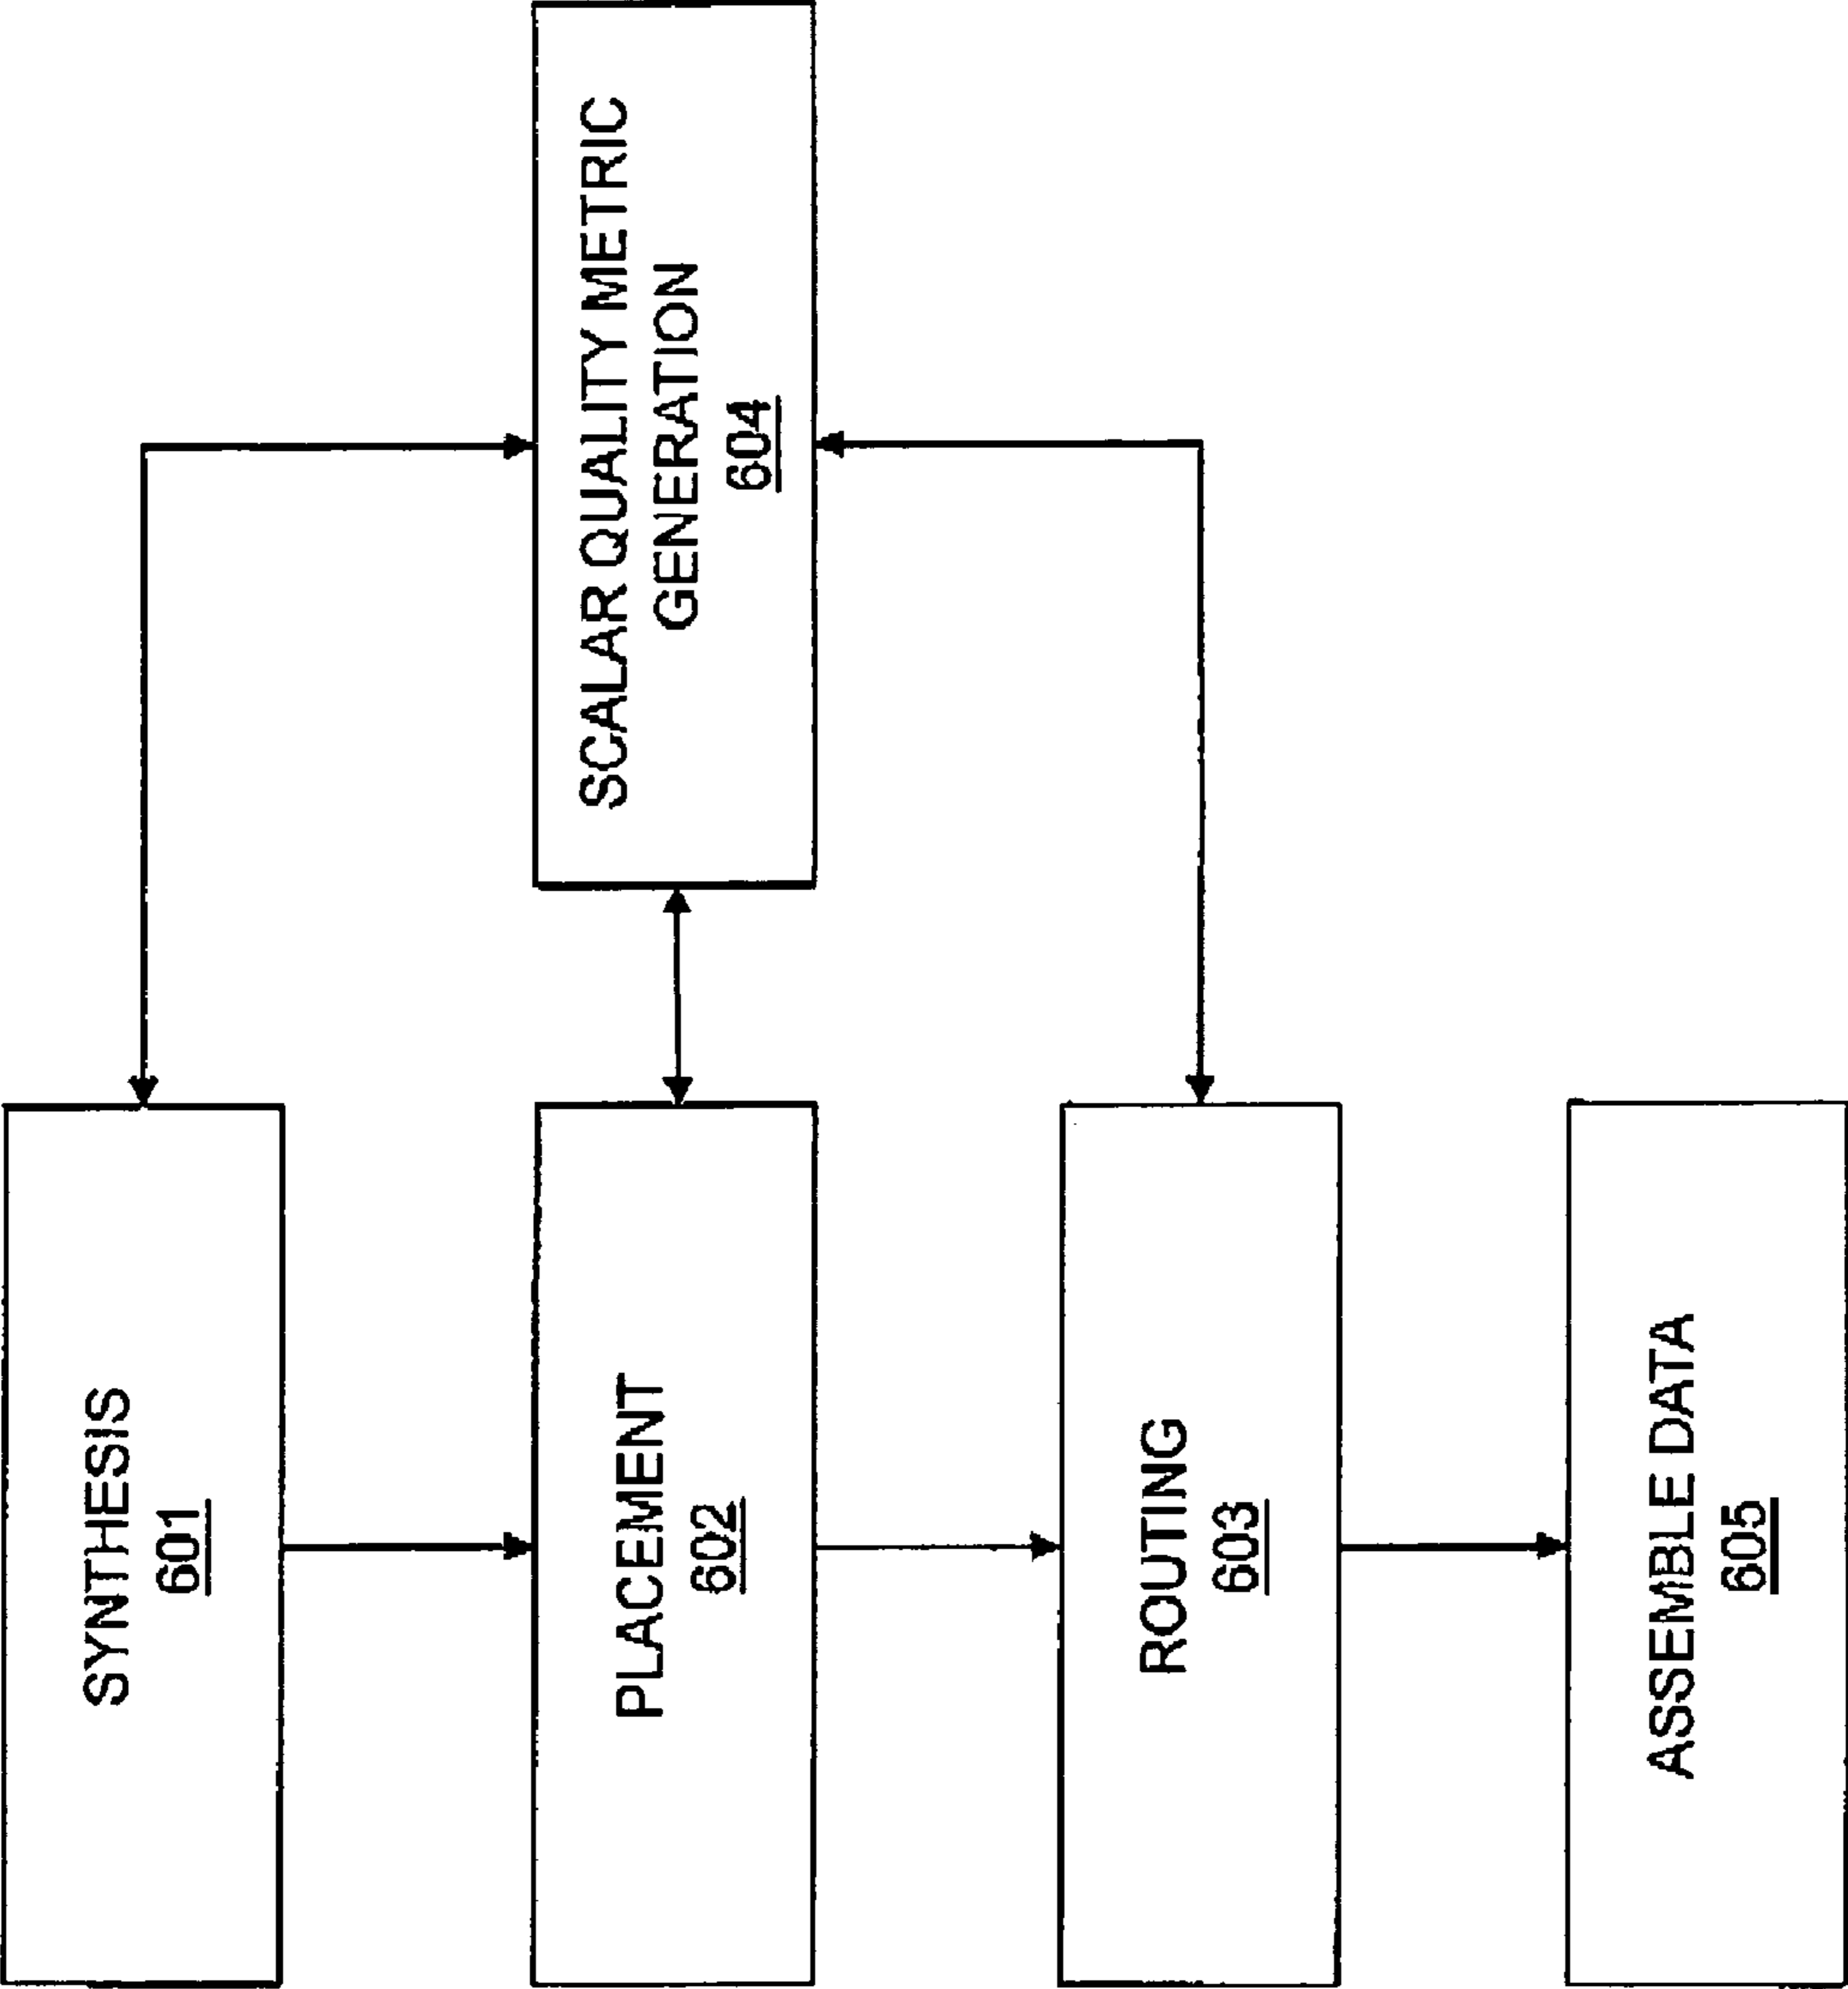 SYNTHESIS
601
PLACEMENT
602
ROUTING
603
ASSEMBLE DATA
605
SCALAR QUALITY METRIC
GENERATION
604